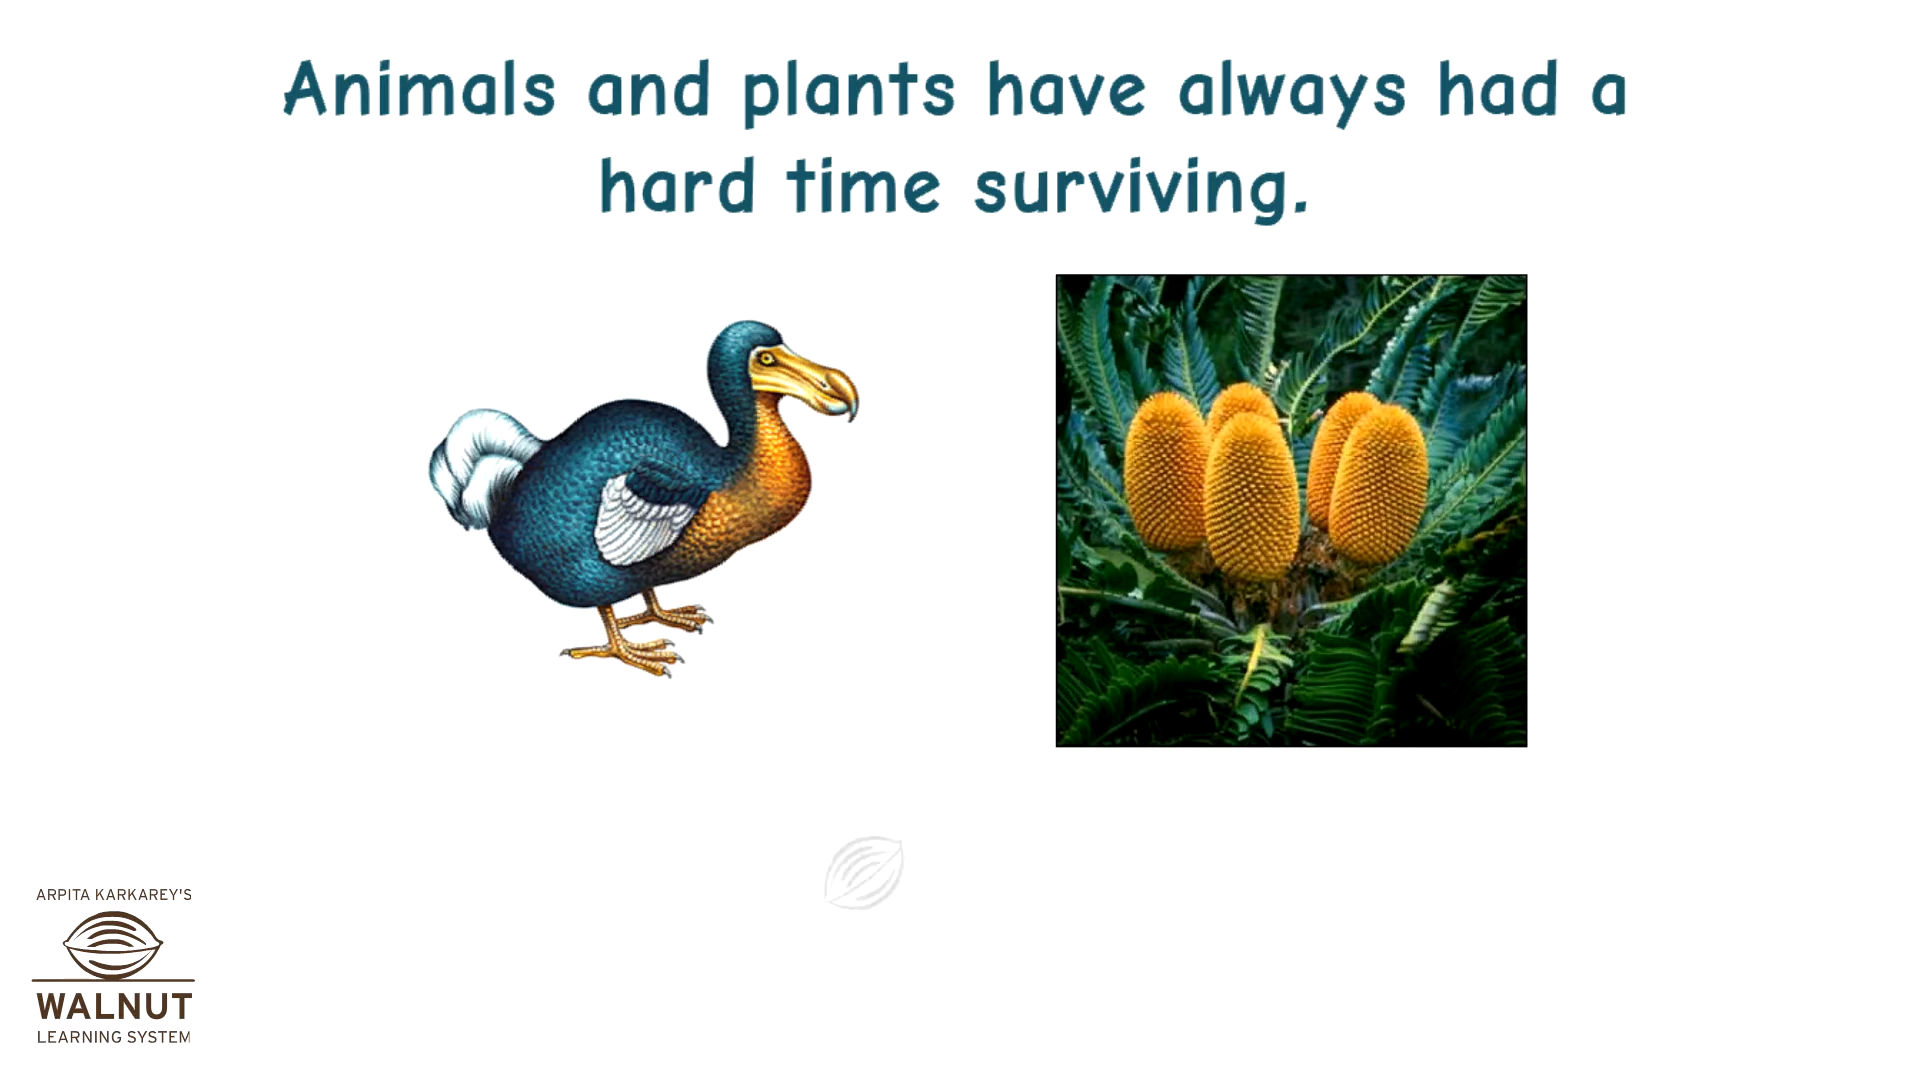 Animals and plants have always had a
hard time surviving.
ARPITA KARKAREY'S
WALNUT
LEARNING SYSTEM